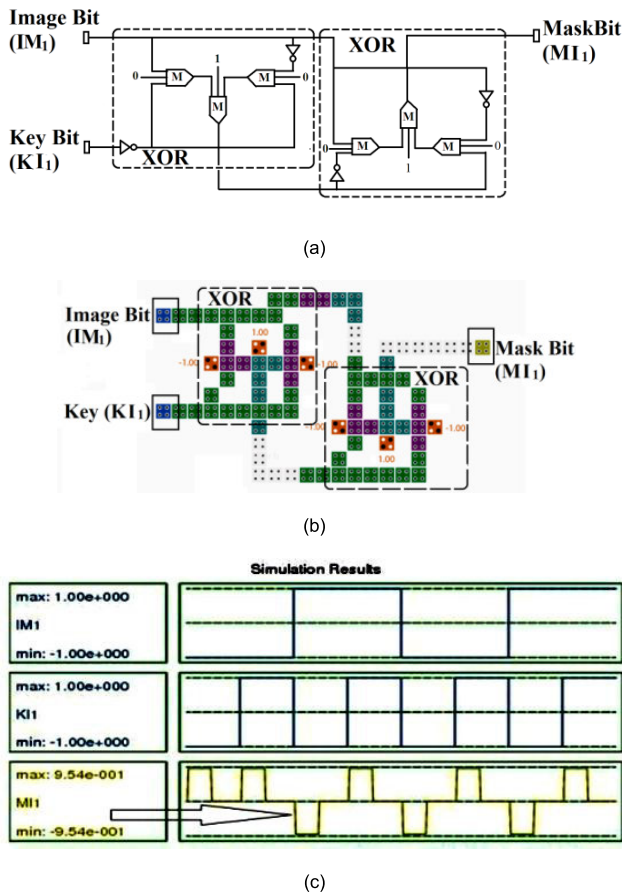 Image Bit
(IM1)
XOR
MaskBit
(MI1)
1
M
0
M
M
0
Key Bit
(KI1)
XOR
M
0
M
M
0
1
(a)
XOR
Image Bit
(IM1)
1.00
-1.00
-1.00
Mask Bit
(MI1)
XOR
Key (KI1)
-1.00
-1.00
1.00
(b)
Simulation Results
max: 1.00e+000
IM1
min: -1.00e+000
max: 1.00e+000
KI1
min: -1.00e+000
max: 9.54e-001
MI1
min: -9.54e-001
(c)